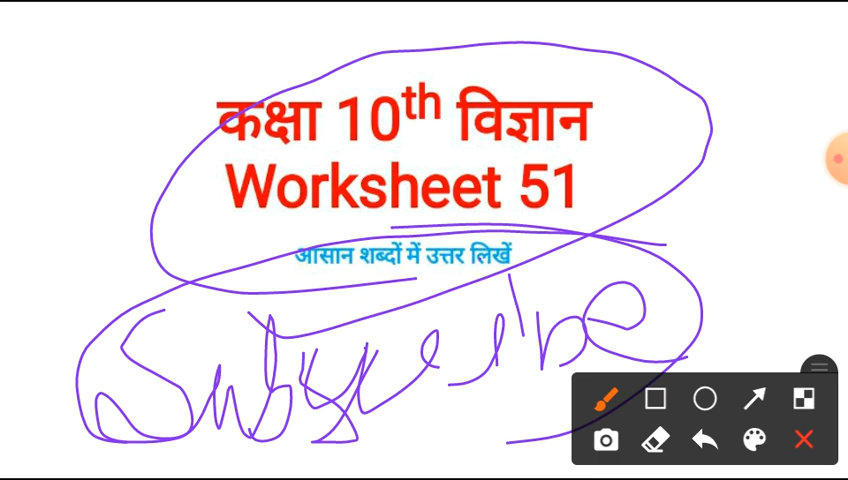 कक्षा 10th विज्ञान
Worksheet 51
आसान शब्दों में उत्तर लिखें
Subscribe